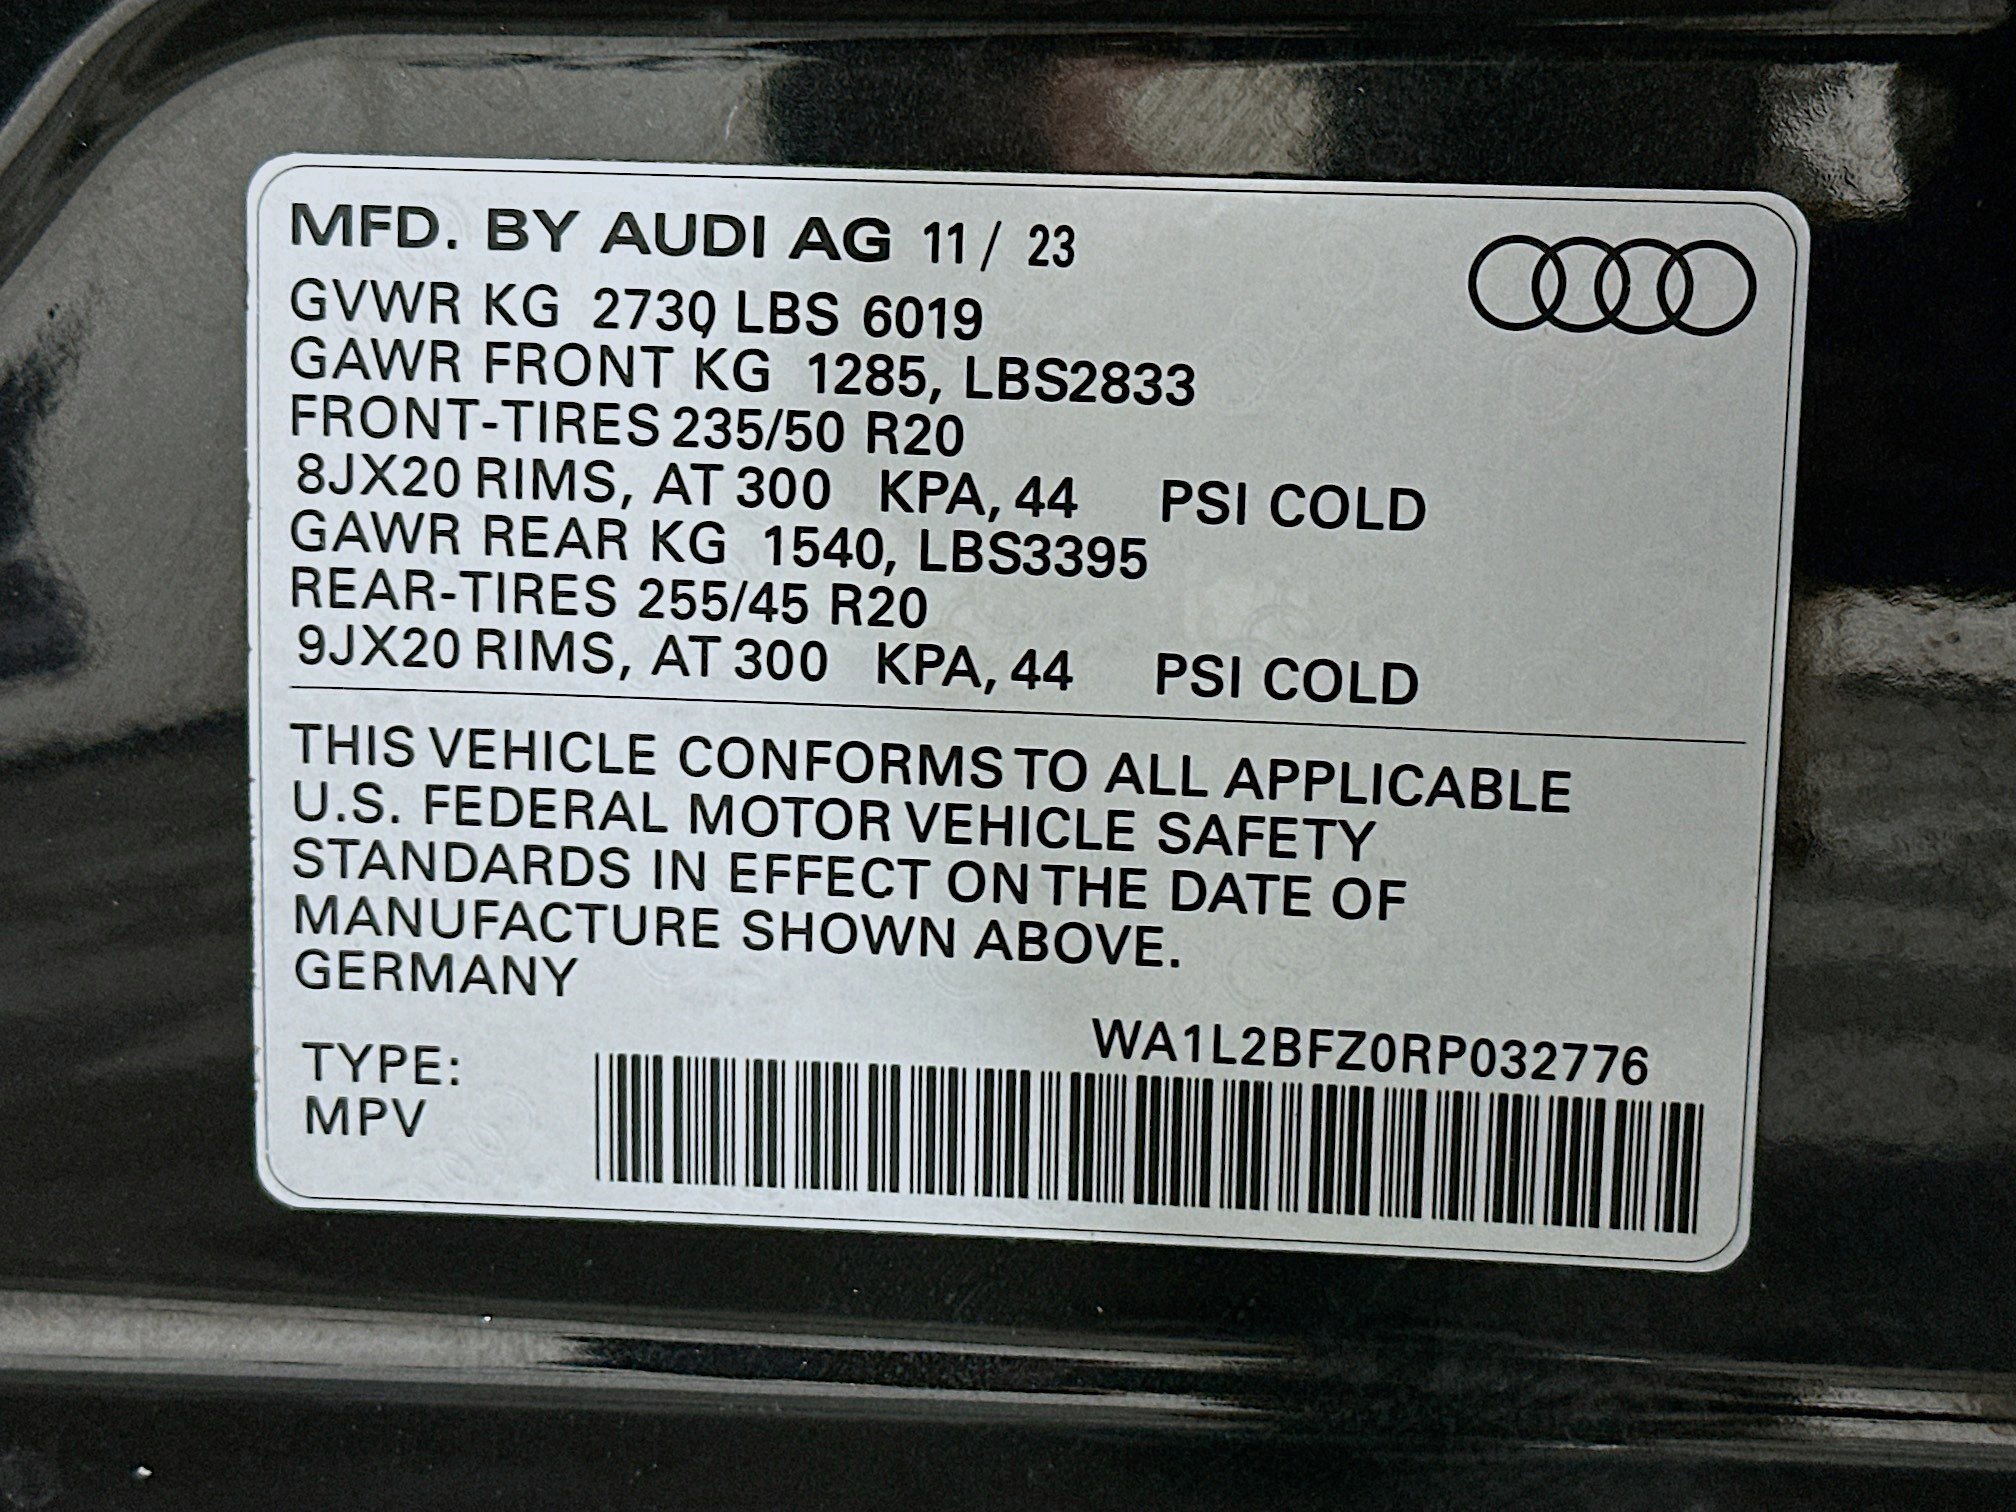 MFD. BY AUDI AG 11/ 23
GVWR KG 2730 LBS 6019
GAWR FRONT KG 1285, LBS2833
FRONT-TIRES 235/50 R20
8JX20 RIMS, AT 300 KPA, 44 PSI COLD
GAWR REAR KG 1540, LBS3395
REAR-TIRES 255/45 R20
9JX20 RIMS, AT 300 KPA, 44 PSI COLD
THIS VEHICLE CONFORMS TO ALL APPLICABLE
U.S. FEDERAL MOTOR VEHICLE SAFETY
STANDARDS IN EFFECT ON THE DATE OF
MANUFACTURE SHOWN ABOVE.
GERMANY
WA1L2BFZ0RP032776
TYPE:
MPV